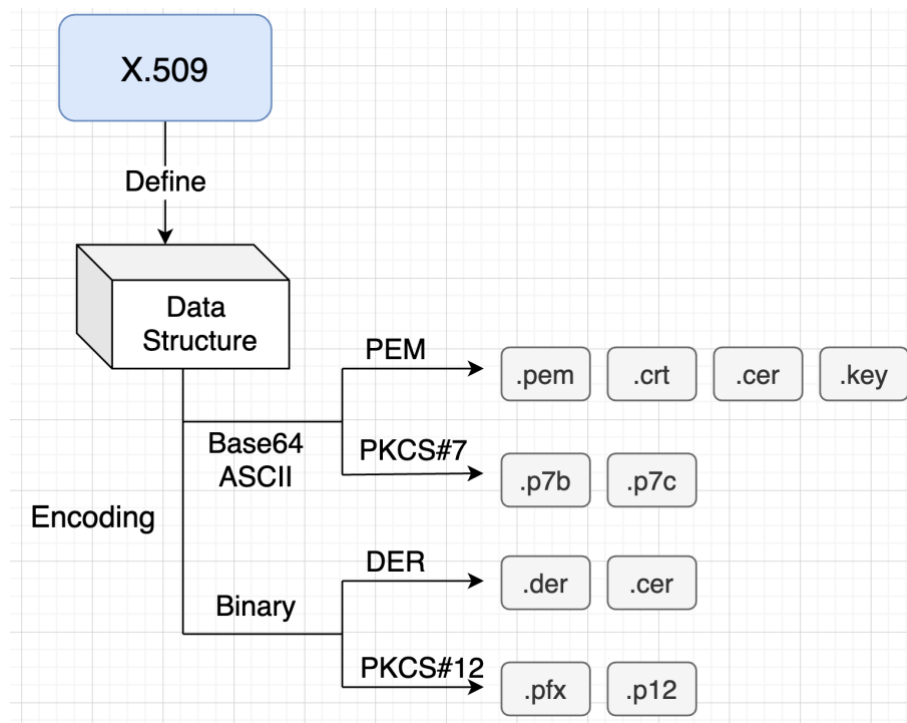 X.509
Define
Data
Structure
PEM
.pem .crt .cer .key
Base64
ASCII
PKCS#7
.p7b .p7c
Encoding
DER
.der .cer
Binary
PKCS#12
.pfx .p12